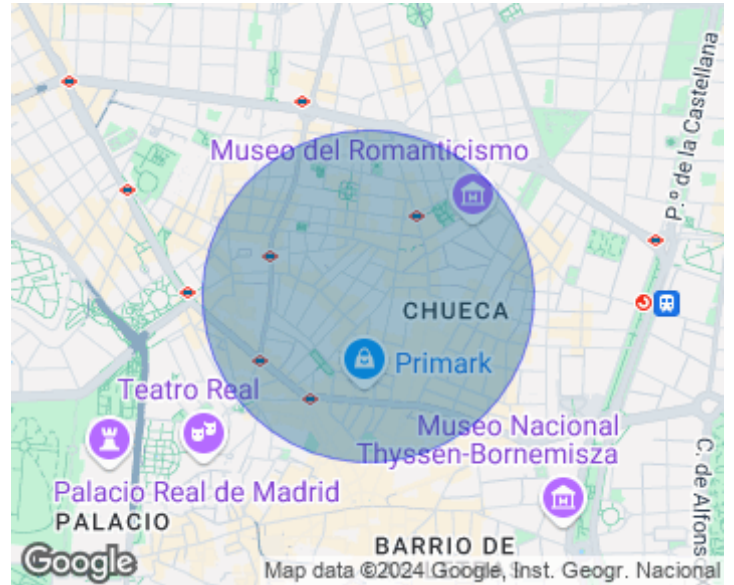 Museo del Romanticismo
P.º de la Castellana
CHUECA
Primark
Teatro Real
Museo Nacional
Thyssen-Bornemisza
Palacio Real de Madrid
PALACIO
C. de Alfons
BARRIO DE
Google
Map data ©2024 Google, Inst. Geogr. Nacional